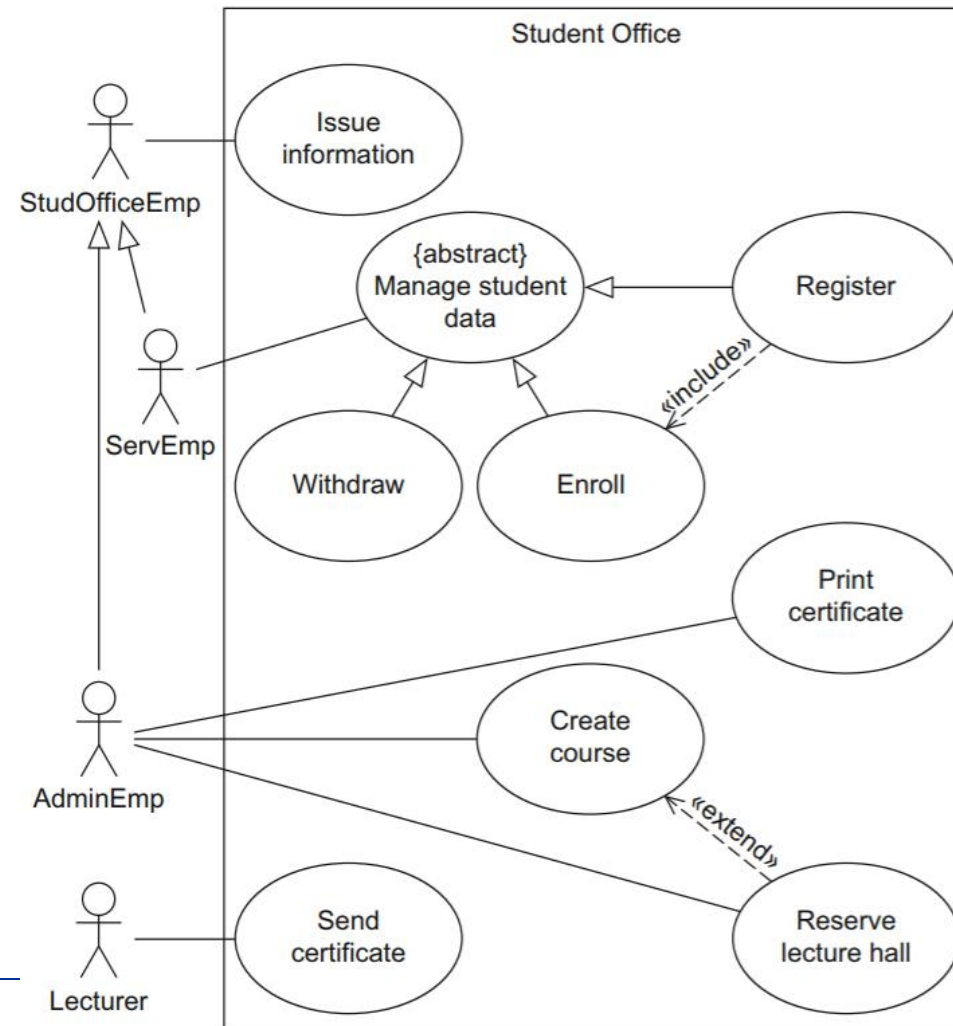 Student Office
Issue
information
StudOfficeEmp
{abstract}
Manage student
data
Register
«include»
ServEmp
Withdraw
Enroll
Print
certificate
Create
course
AdminEmp
«extend»
Send
certificate
Reserve
lecture hall
Lecturer